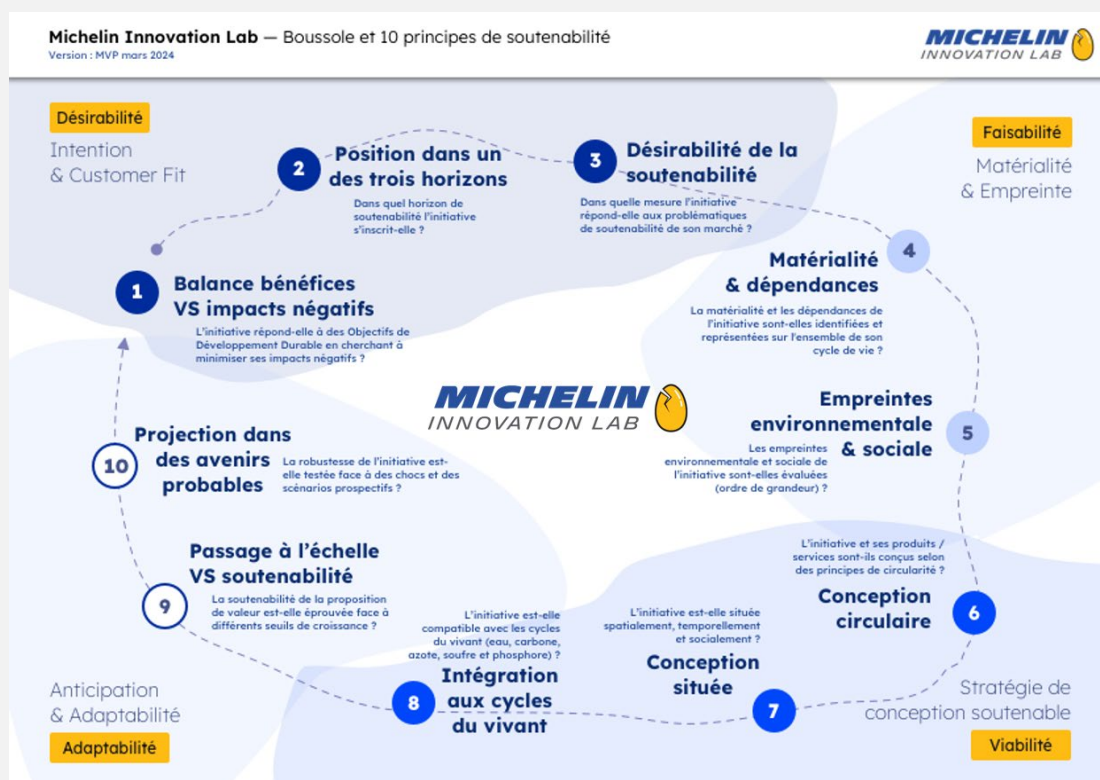 Michelin Innovation Lab — Boussole et 10 principes de soutenabilité
Version : MVP mars 2024
MICHELIN
INNOVATION LAB
Désirabilité
Intention
& Customer Fit
Faisabilité
Matérialité
& Empreinte
1
Balance bénéfices
VS impacts négatifs
L'initiative répond-elle à des Objectifs de
Développement Durable en cherchant à
minimiser ses impacts négatifs ?
2
Position dans un
des trois horizons
Dans quel horizon de
soutenabilité l'initiative
s'inscrit-elle ?
3
Désirabilité de la
soutenabilité
Dans quelle mesure l'initiative
répond-elle aux problématiques
de soutenabilité de son marché ?
4
Matérialité
& dépendances
La matérialité et les dépendances de
l'initiative sont-elles identifiées et
représentées sur l'ensemble de son
cycle de vie ?
MICHELIN
INNOVATION LAB
5
Empreintes
environnementale
& sociale
Les empreintes
environnementale et sociale de
l'initiative sont-elles évaluées
(ordre de grandeur) ?
L'initiative et ses produits /
services sont-ils conçus selon
des principes de circularité ?
Conception
circulaire
6
L'initiative est-elle située
spatialement, temporellement
et socialement ?
Conception
située
7
L'initiative est-elle
compatible avec les cycles
du vivant (eau, carbone,
azote, soufre et phosphore) ?
8
Intégration
aux cycles
du vivant
9
Passage à l'échelle
VS soutenabilité
La soutenabilité de la proposition
de valeur est-elle éprouvée face à
différents seuils de croissance ?
10
Projection dans
des avenirs
probables
La robustesse de l'initiative est-
elle testée face à des chocs et des
scénarios prospectifs ?
Anticipation
& Adaptabilité
Adaptabilité
Stratégie de
conception soutenable
Viabilité